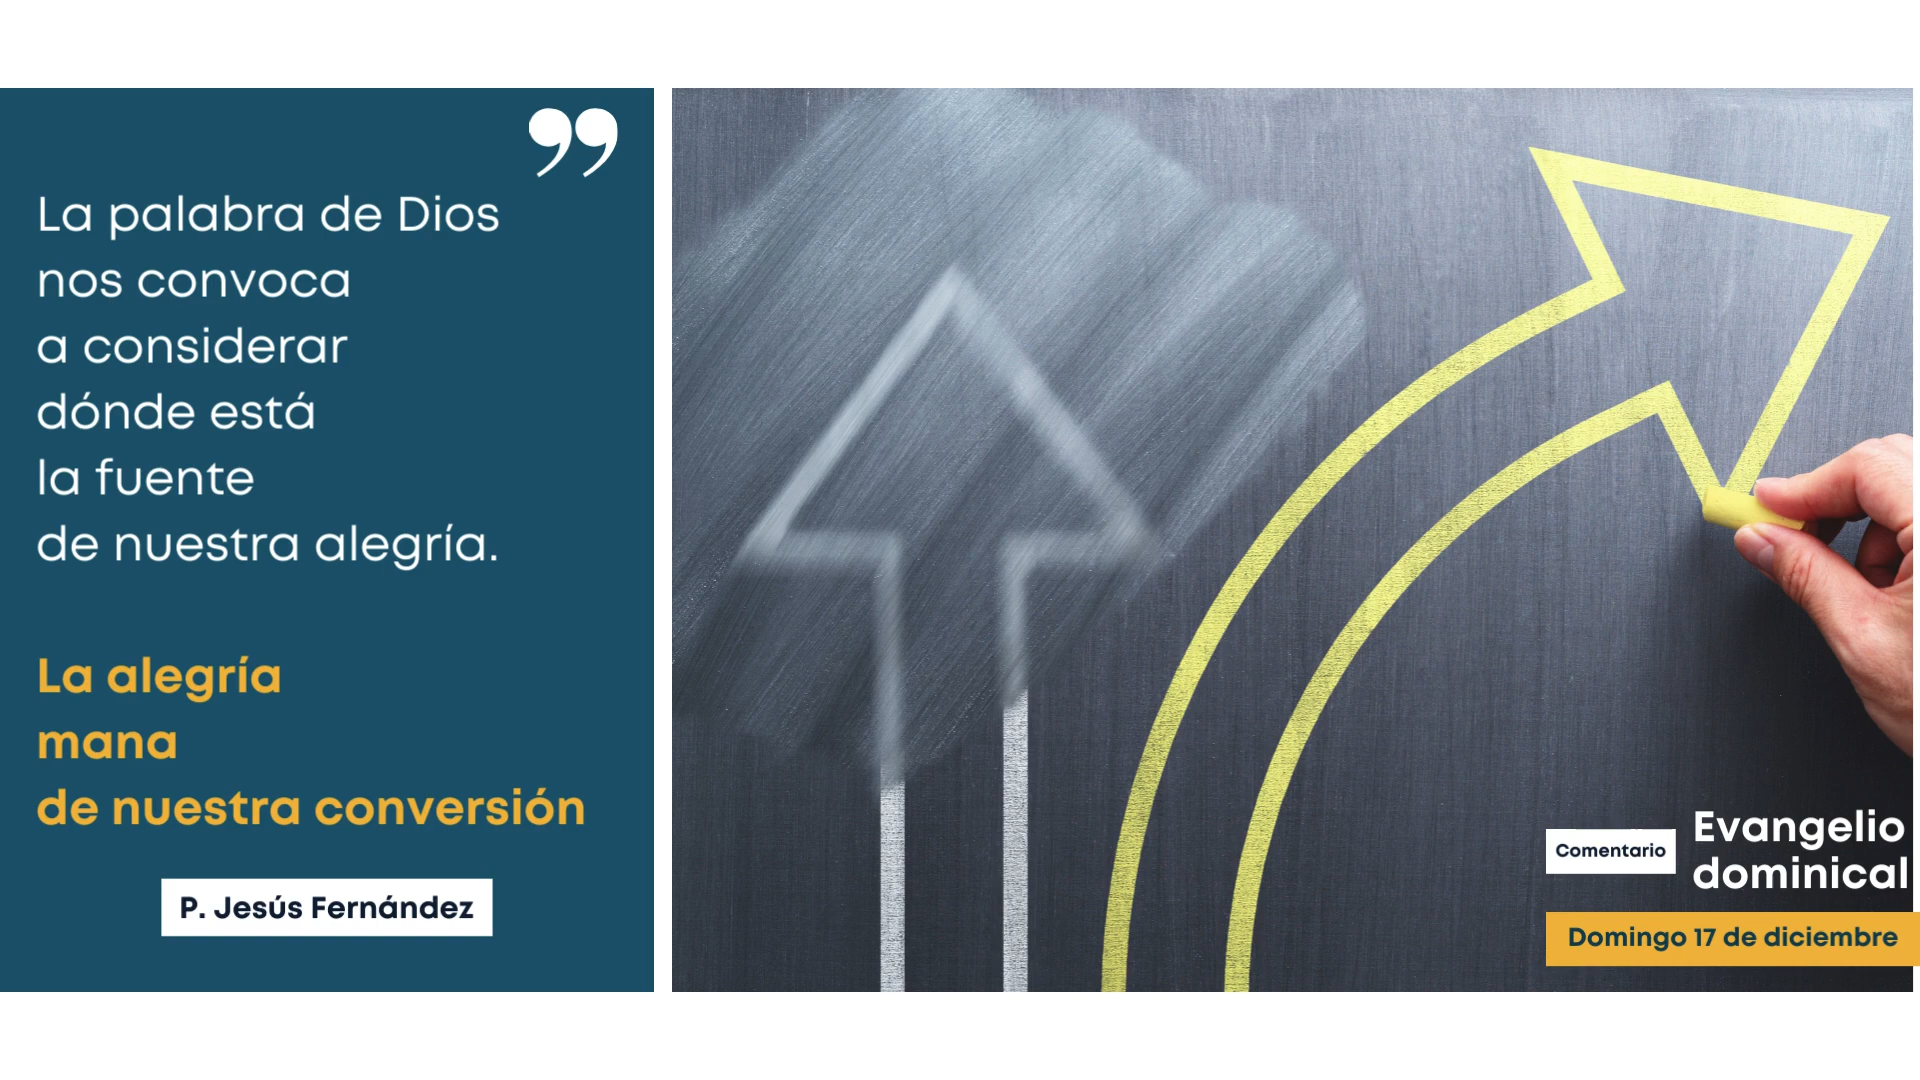 ”
La palabra de Dios
nos convoca
a considerar
dónde está
la fuente
de nuestra alegría.
La alegría
mana
de nuestra conversión
P. Jesús Fernández
Comentario
Evangelio
dominical
Domingo 17 de diciembre